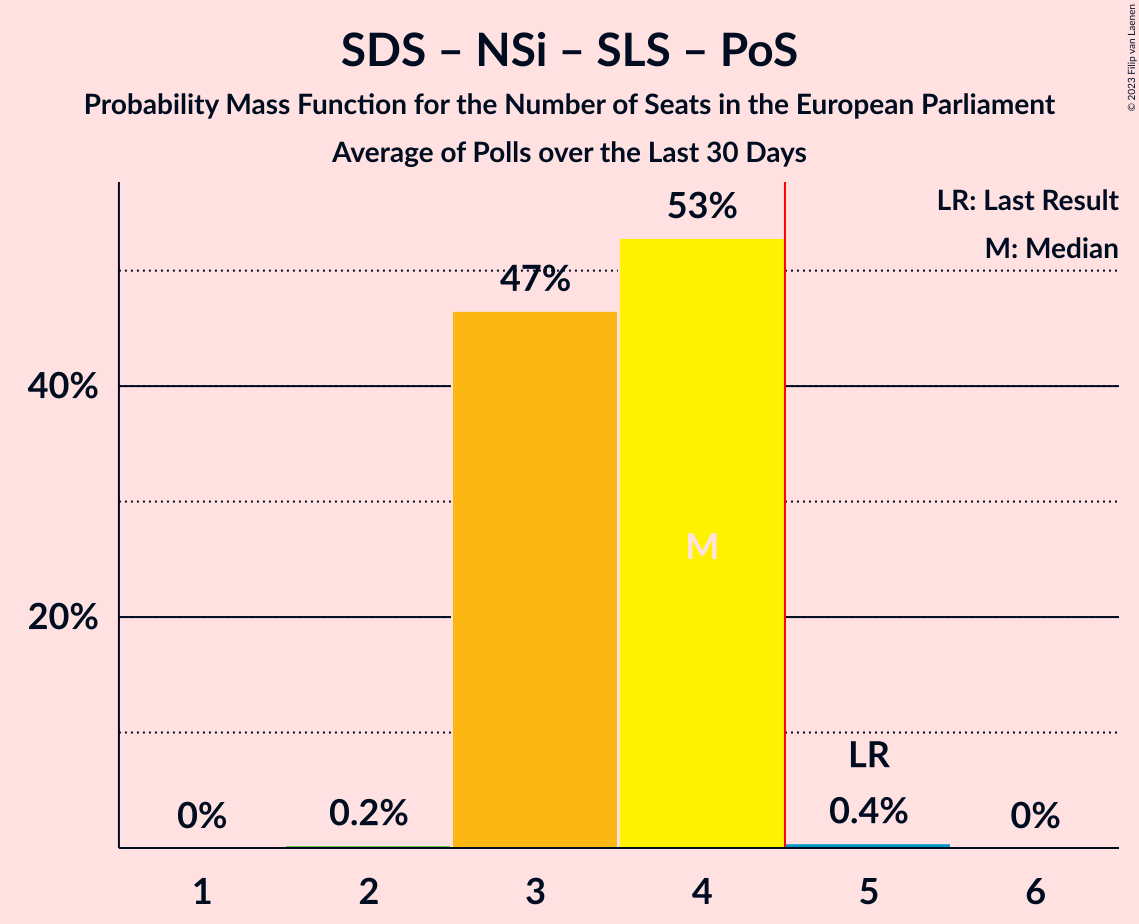 SDS – NSi – SLS – PoS
Probability Mass Function for the Number of Seats in the European Parliament
Average of Polls over the Last 30 Days
© 2023 Filip van Laenen
LR: Last Result
M: Median
53%
47%
40%
20%
M
LR
0%
0.2%
0.4%
0%
1
2
3
4
5
6